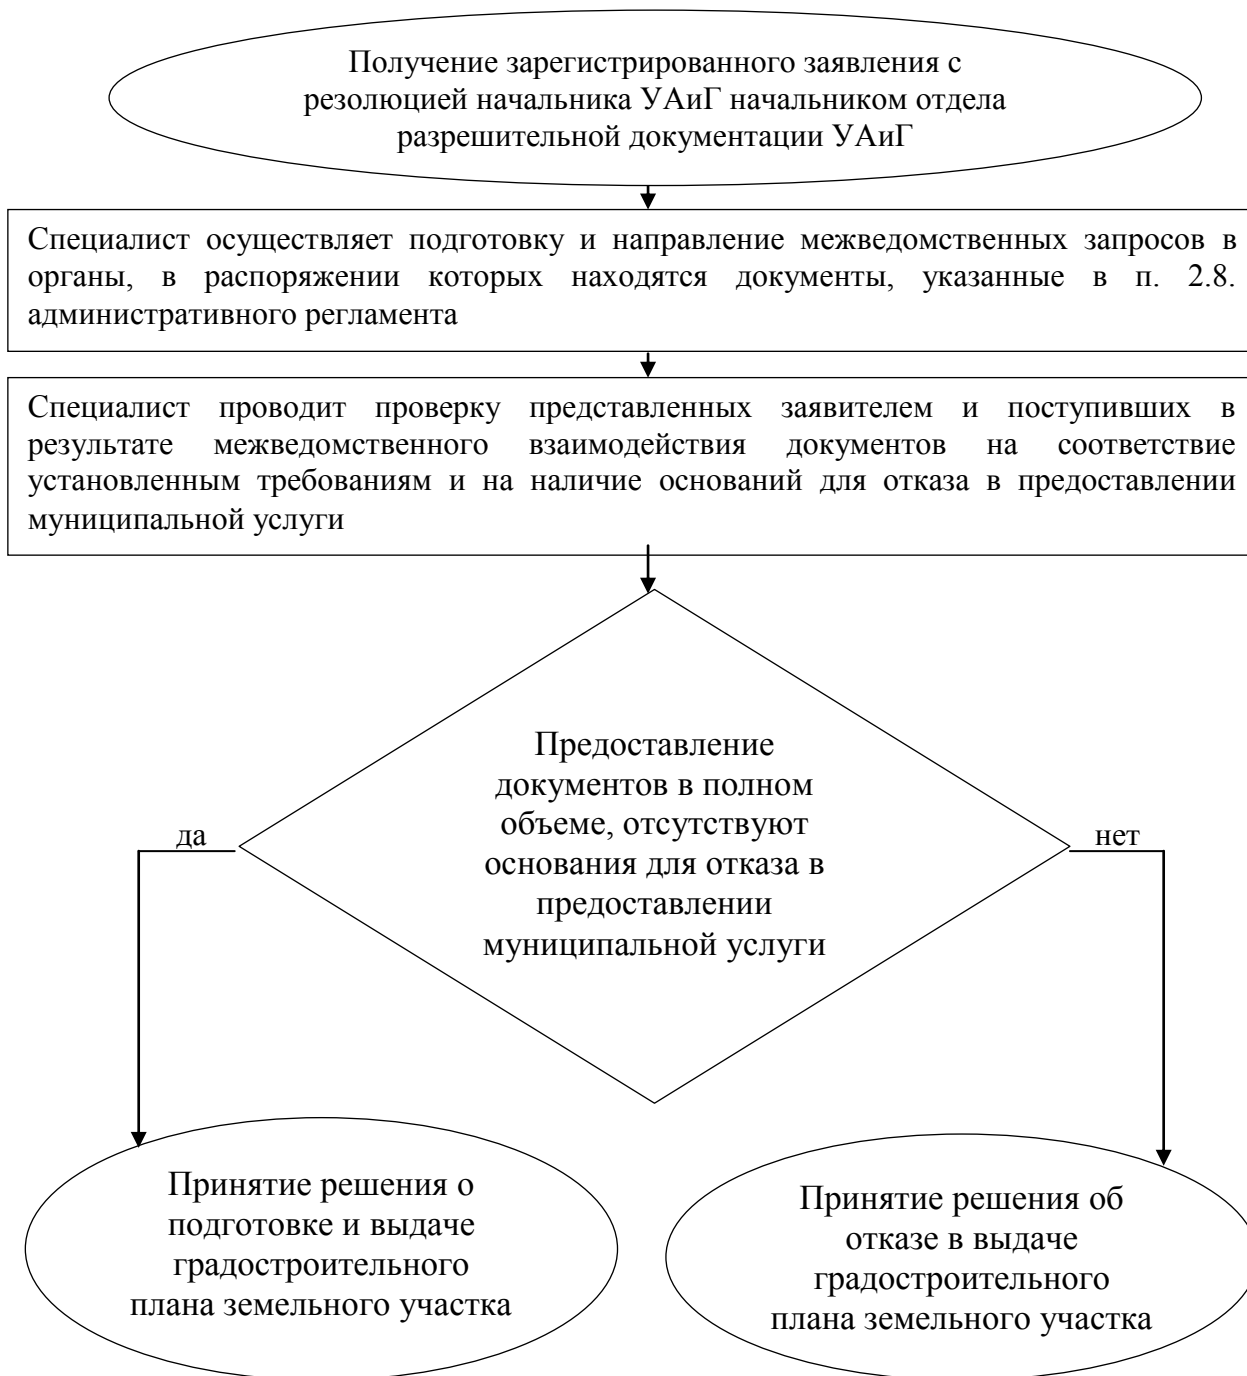 Получение зарегистрированного заявления с
резолюцией начальника УАиГ начальником отдела
разрешительной документации УАиГ
Специалист осуществляет подготовку и направление межведомственных запросов в
органы, в распоряжении которых находятся документы, указанные в п. 2.8.
административного регламента
Специалист проводит проверку представленных заявителем и поступивших в
результате межведомственного взаимодействия документов на соответствие
установленным требованиям и на наличие оснований для отказа в предоставлении
муниципальной услуги
Предоставление
документов в полном
объеме, отсутствуют
основания для отказа в
предоставлении
муниципальной услуги
да
нет
Принятие решения о
подготовке и выдаче
градостроительного
плана земельного участка
Принятие решения об
отказе в выдаче
градостроительного
плана земельного участка